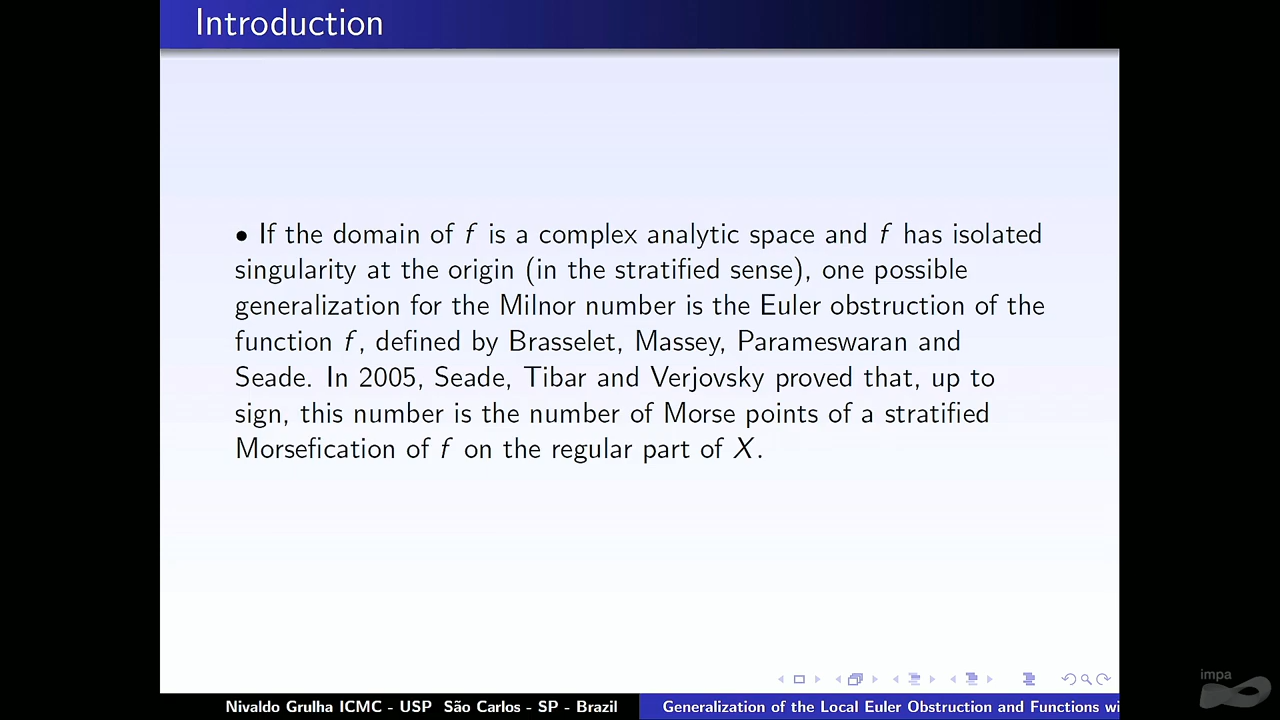 Introduction
• If the domain of f is a complex analytic space and f has isolated
singularity at the origin (in the stratified sense), one possible
generalization for the Milnor number is the Euler obstruction of the
function f, defined by Brasselet, Massey, Parameswaran and
Seade. In 2005, Seade, Tibar and Verjovsky proved that, up to
sign, this number is the number of Morse points of a stratified
Morsefication of f on the regular part of X.
impa
Nivaldo Grulha ICMC - USP São Carlos - SP - Brazil
Generalization of the Local Euler Obstruction and Functions wi